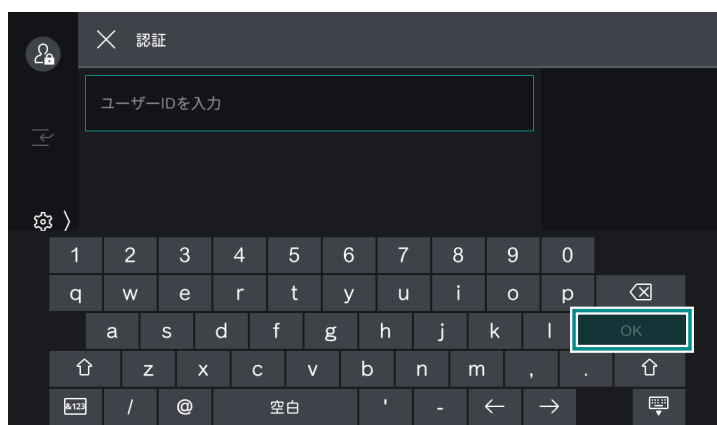 認証
ユーザーIDを入力
1 2 3 4 5 6 7 8 9 0
q w e r t y u i o p
a s d f g h j k l OK
z x c v b n m , .
&123 / @ 空白 ' -